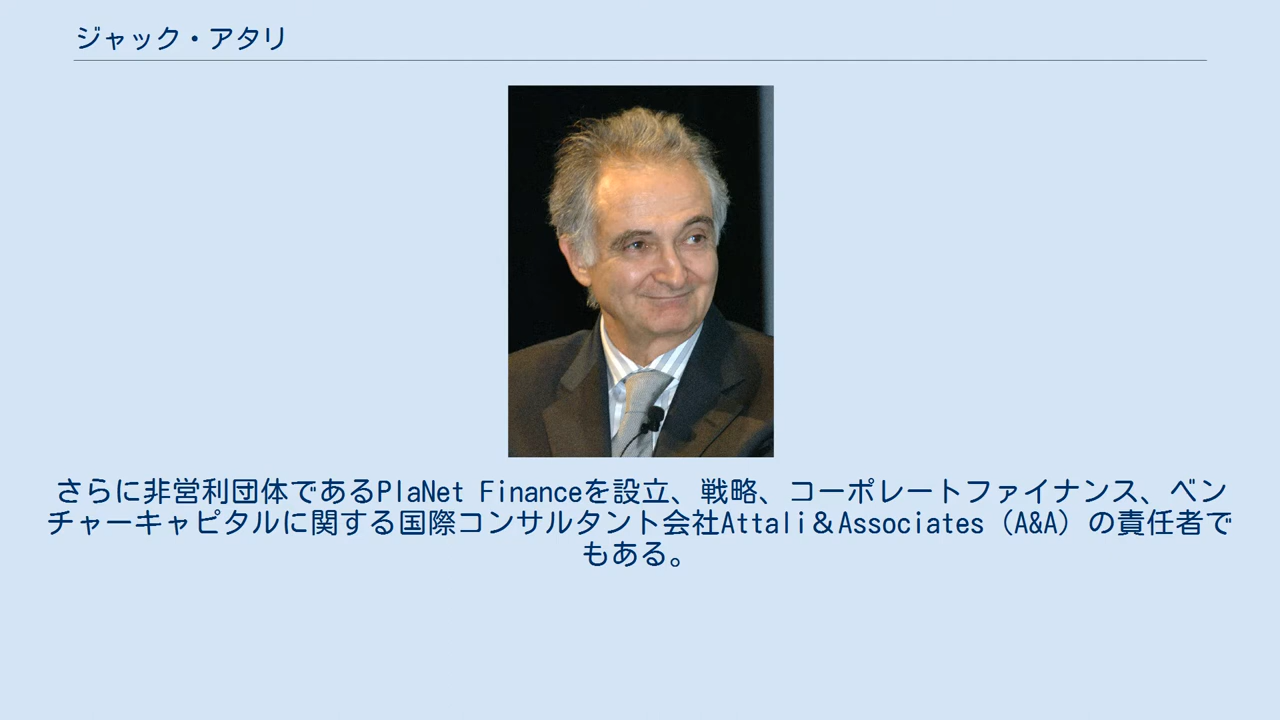 ジャック・アタリ
さらに非営利団体であるPlaNet Financeを設立、戦略、コーポレートファイナンス、ベン
チャーキャピタルに関する国際コンサルタント会社Attali＆Associates（A&A）の責任者で
もある。